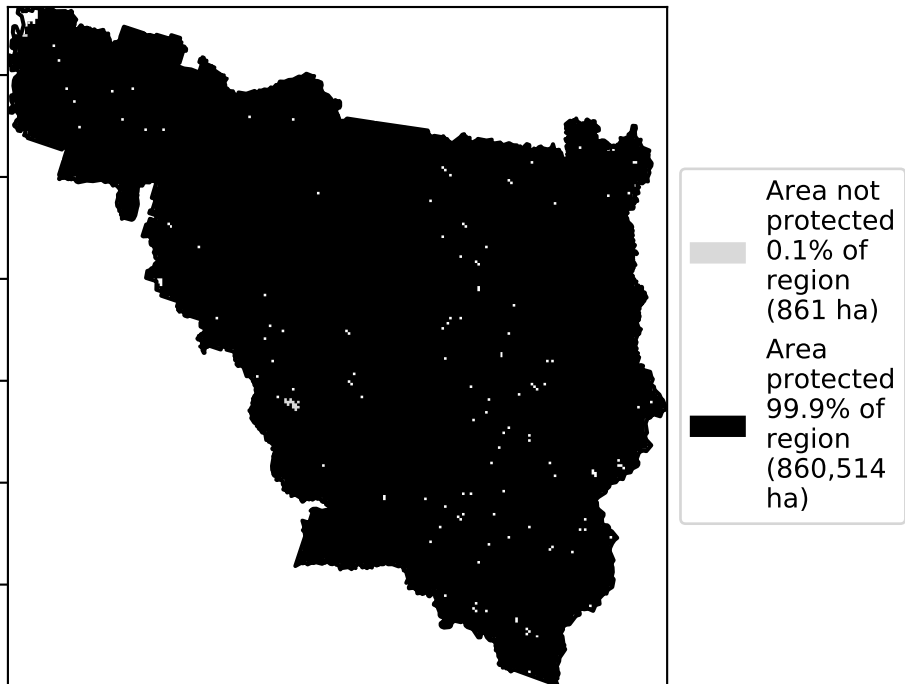 Area not
protected
0.1% of
region
(861 ha)
Area
protected
99.9% of
region
(860,514
ha)